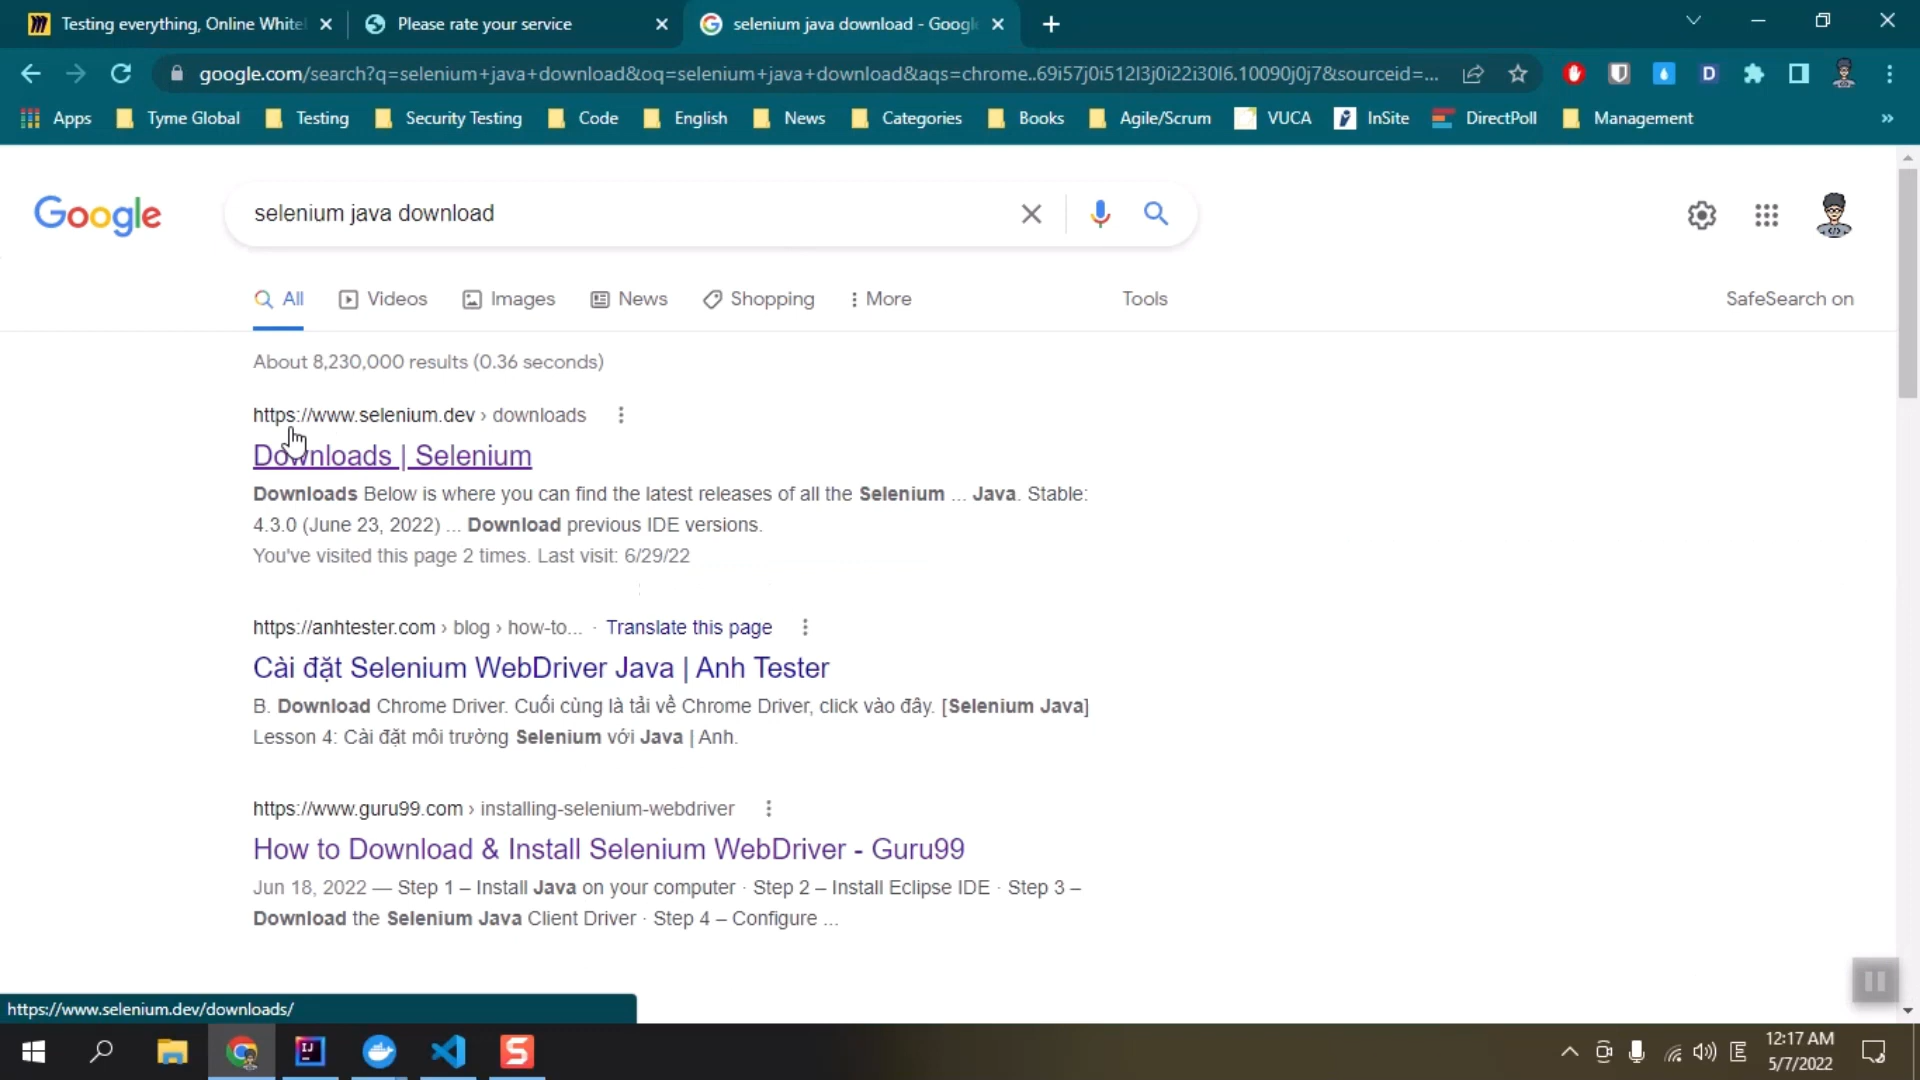 Testing everything, Online White
Please rate your service
selenium java download - Google
google.com/search?q=selenium+java+download&oq=selenium+java+download&aqs=chrome..69i57j0i512l3j0i22i30l6.10090j0j7&sourceid=...
Apps
Tyme Global
Testing
Security Testing
Code
English
News
Categories
Books
Agile/Scrum
VUCA
InSite
DirectPoll
Management
»
Google
selenium java download
All
Videos
Images
News
Shopping
More
Tools
SafeSearch on
About 8,230,000 results (0.36 seconds)
https://www.selenium.dev › downloads
Downloads | Selenium
Downloads Below is where you can find the latest releases of all the Selenium ... Java. Stable:
4.3.0 (June 23, 2022) ... Download previous IDE versions.
You've visited this page 2 times. Last visit: 6/29/22
https://anhtester.com › blog › how-to... · Translate this page
Cài đặt Selenium WebDriver Java | Anh Tester
B. Download Chrome Driver. Cuối cùng là tải về Chrome Driver, click vào đây. [Selenium Java]
Lesson 4: Cài đặt môi trường Selenium với Java | Anh.
https://www.guru99.com › installing-selenium-webdriver
How to Download & Install Selenium WebDriver - Guru99
Jun 18, 2022 — Step 1 – Install Java on your computer · Step 2 – Install Eclipse IDE · Step 3 –
Download the Selenium Java Client Driver · Step 4 – Configure ...
https://www.selenium.dev/downloads/
12:17 AM
5/7/2022